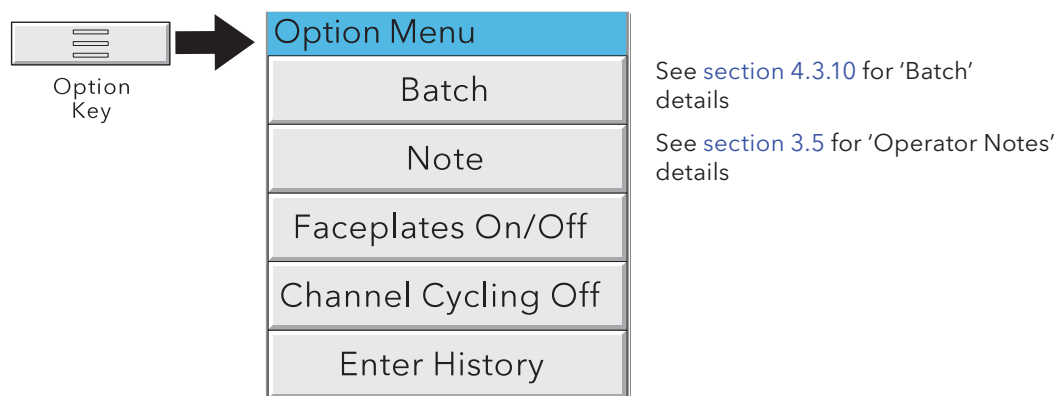 Option
Key
Option Menu
Batch
Note
Faceplates On/Off
Channel Cycling Off
Enter History
See section 4.3.10 for ‘Batch’
details
See section 3.5 for ‘Operator Notes’
details